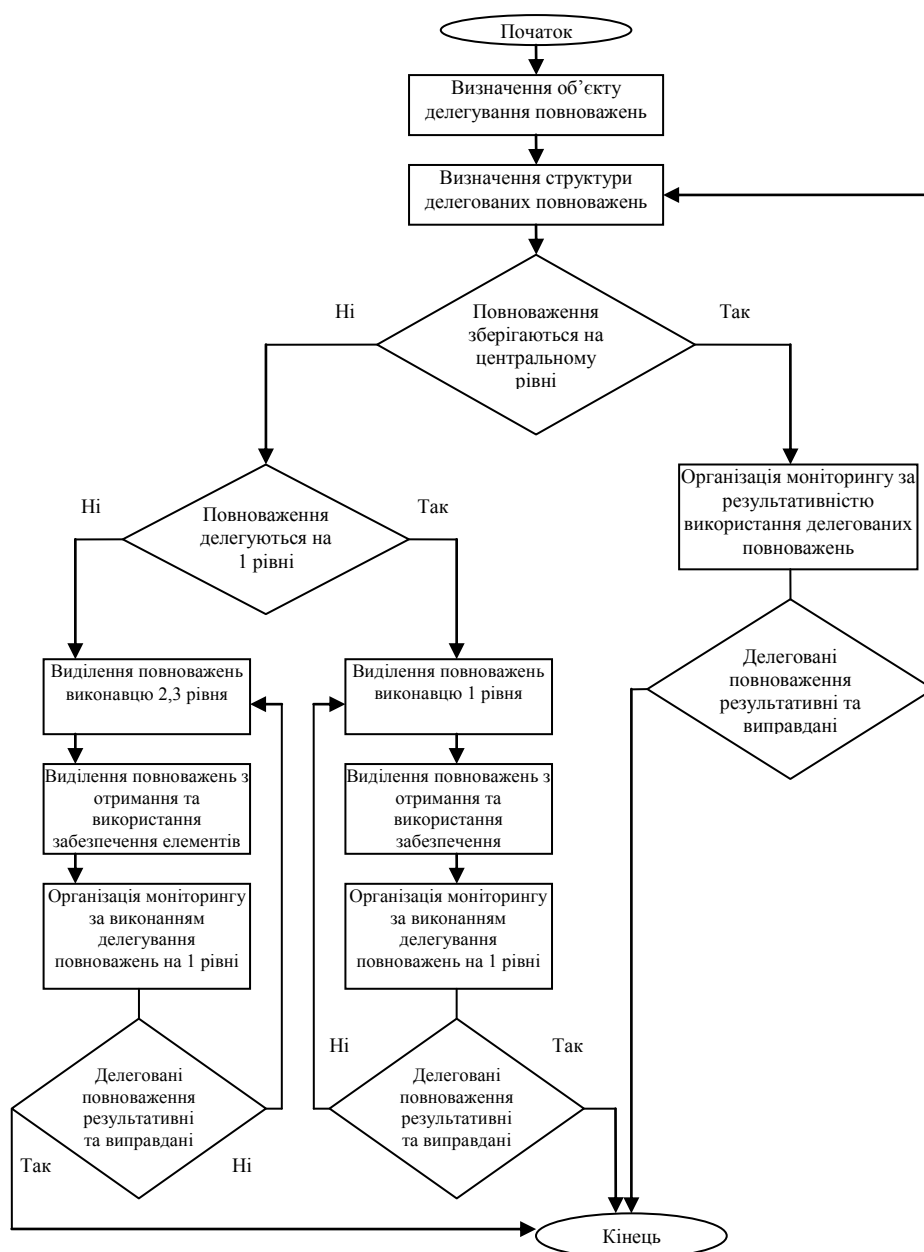 Початок
Визначення об’єкту
делегування повноважень
Визначення структури
делегованих повноважень
Ні
Повноваження
зберігаються на
центральному
рівні
Так
Організація моніторингу за
результативністю
використання делегованих
повноважень
Ні
Повноваження
делегуються на
1 рівні
Так
Виділення повноважень
виконавцю 2,3 рівня
Виділення повноважень
виконавцю 1 рівня
Делеговані
повноваження
результативні та
виправдані
Виділення повноважень з
отримання та
використання
забезпечення елементів
Виділення повноважень з
отримання та
використання
забезпечення
Організація моніторингу
за виконанням
делегування
повноважень на 1 рівні
Організація моніторингу
за виконанням
делегування
повноважень на 1 рівні
Делеговані
повноваження
результативні
та виправдані
Так
Ні
Ні
Делеговані
повноваження
результативні
та виправдані
Так
Кінець